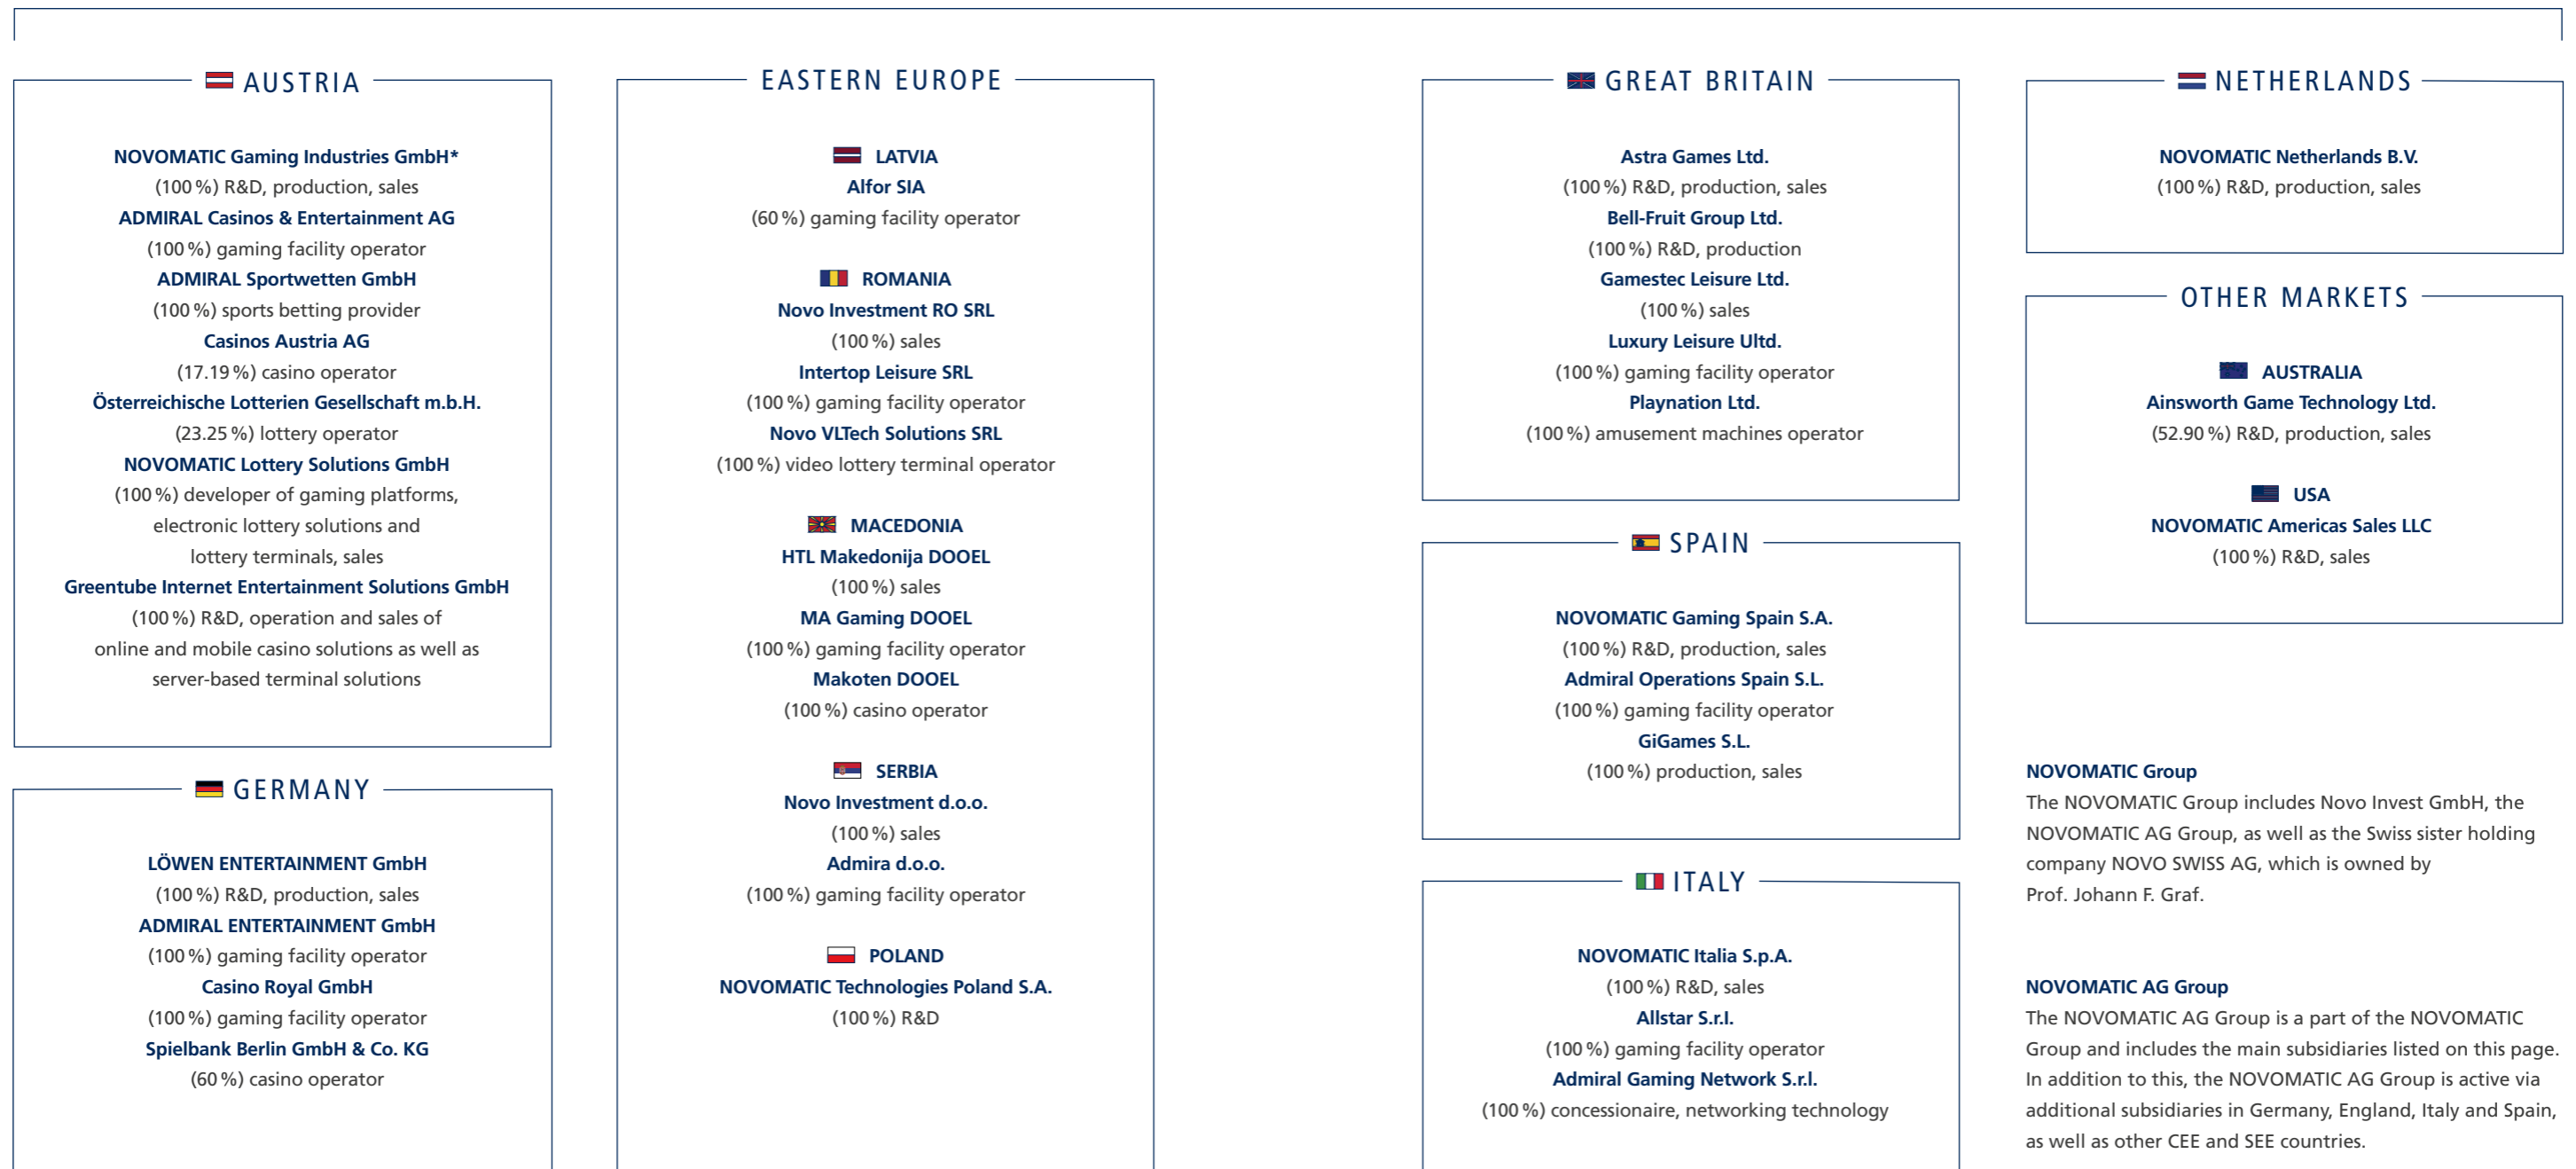 AUSTRIA
NOVOMATIC Gaming Industries GmbH*
(100 %) R&D, production, sales
ADMIRAL Casinos & Entertainment AG
(100 %) gaming facility operator
ADMIRAL Sportwetten GmbH
(100 %) sports betting provider
Casinos Austria AG
(17.19 %) casino operator
Österreichische Lotterien Gesellschaft m.b.H.
(23.25 %) lottery operator
NOVOMATIC Lottery Solutions GmbH
(100 %) developer of gaming platforms,
electronic lottery solutions and
lottery terminals, sales
Greentube Internet Entertainment Solutions GmbH
(100 %) R&D, operation and sales of
online and mobile casino solutions as well as
server-based terminal solutions
GERMANY
LÖWEN ENTERTAINMENT GmbH
(100 %) R&D, production, sales
ADMIRAL ENTERTAINMENT GmbH
(100 %) gaming facility operator
Casino Royal GmbH
(100 %) gaming facility operator
Spielbank Berlin GmbH & Co. KG
(60 %) casino operator
EASTERN EUROPE
LATVIA
Alfor SIA
(60 %) gaming facility operator
ROMANIA
Novo Investment RO SRL
(100 %) sales
Intertop Leisure SRL
(100 %) gaming facility operator
Novo VLTech Solutions SRL
(100 %) video lottery terminal operator
MACEDONIA
HTL Makedonija DOOEL
(100 %) sales
MA Gaming DOOEL
(100 %) gaming facility operator
Makoten DOOEL
(100 %) casino operator
SERBIA
Novo Investment d.o.o.
(100 %) sales
Admira d.o.o.
(100 %) gaming facility operator
POLAND
NOVOMATIC Technologies Poland S.A.
(100 %) R&D
GREAT BRITAIN
Astra Games Ltd.
(100 %) R&D, production, sales
Bell-Fruit Group Ltd.
(100 %) R&D, production
Gamestec Leisure Ltd.
(100 %) sales
Luxury Leisure Ultd.
(100 %) gaming facility operator
Playnation Ltd.
(100 %) amusement machines operator
SPAIN
NOVOMATIC Gaming Spain S.A.
(100 %) R&D, production, sales
Admiral Operations Spain S.L.
(100 %) gaming facility operator
GiGames S.L.
(100 %) production, sales
ITALY
NOVOMATIC Italia S.p.A.
(100 %) R&D, sales
Allstar S.r.l.
(100 %) gaming facility operator
Admiral Gaming Network S.r.l.
(100 %) concessionaire, networking technology
NETHERLANDS
NOVOMATIC Netherlands B.V.
(100 %) R&D, production, sales
OTHER MARKETS
AUSTRALIA
Ainsworth Game Technology Ltd.
(52.90 %) R&D, production, sales
USA
NOVOMATIC Americas Sales LLC
(100 %) R&D, sales
NOVOMATIC Group
The NOVOMATIC Group includes Novo Invest GmbH, the
NOVOMATIC AG Group, as well as the Swiss sister holding
company NOVO SWISS AG, which is owned by
Prof. Johann F. Graf.
NOVOMATIC AG Group
The NOVOMATIC AG Group is a part of the NOVOMATIC
Group and includes the main subsidiaries listed on this page.
In addition to this, the NOVOMATIC AG Group is active via
additional subsidiaries in Germany, England, Italy and Spain,
as well as other CEE and SEE countries.